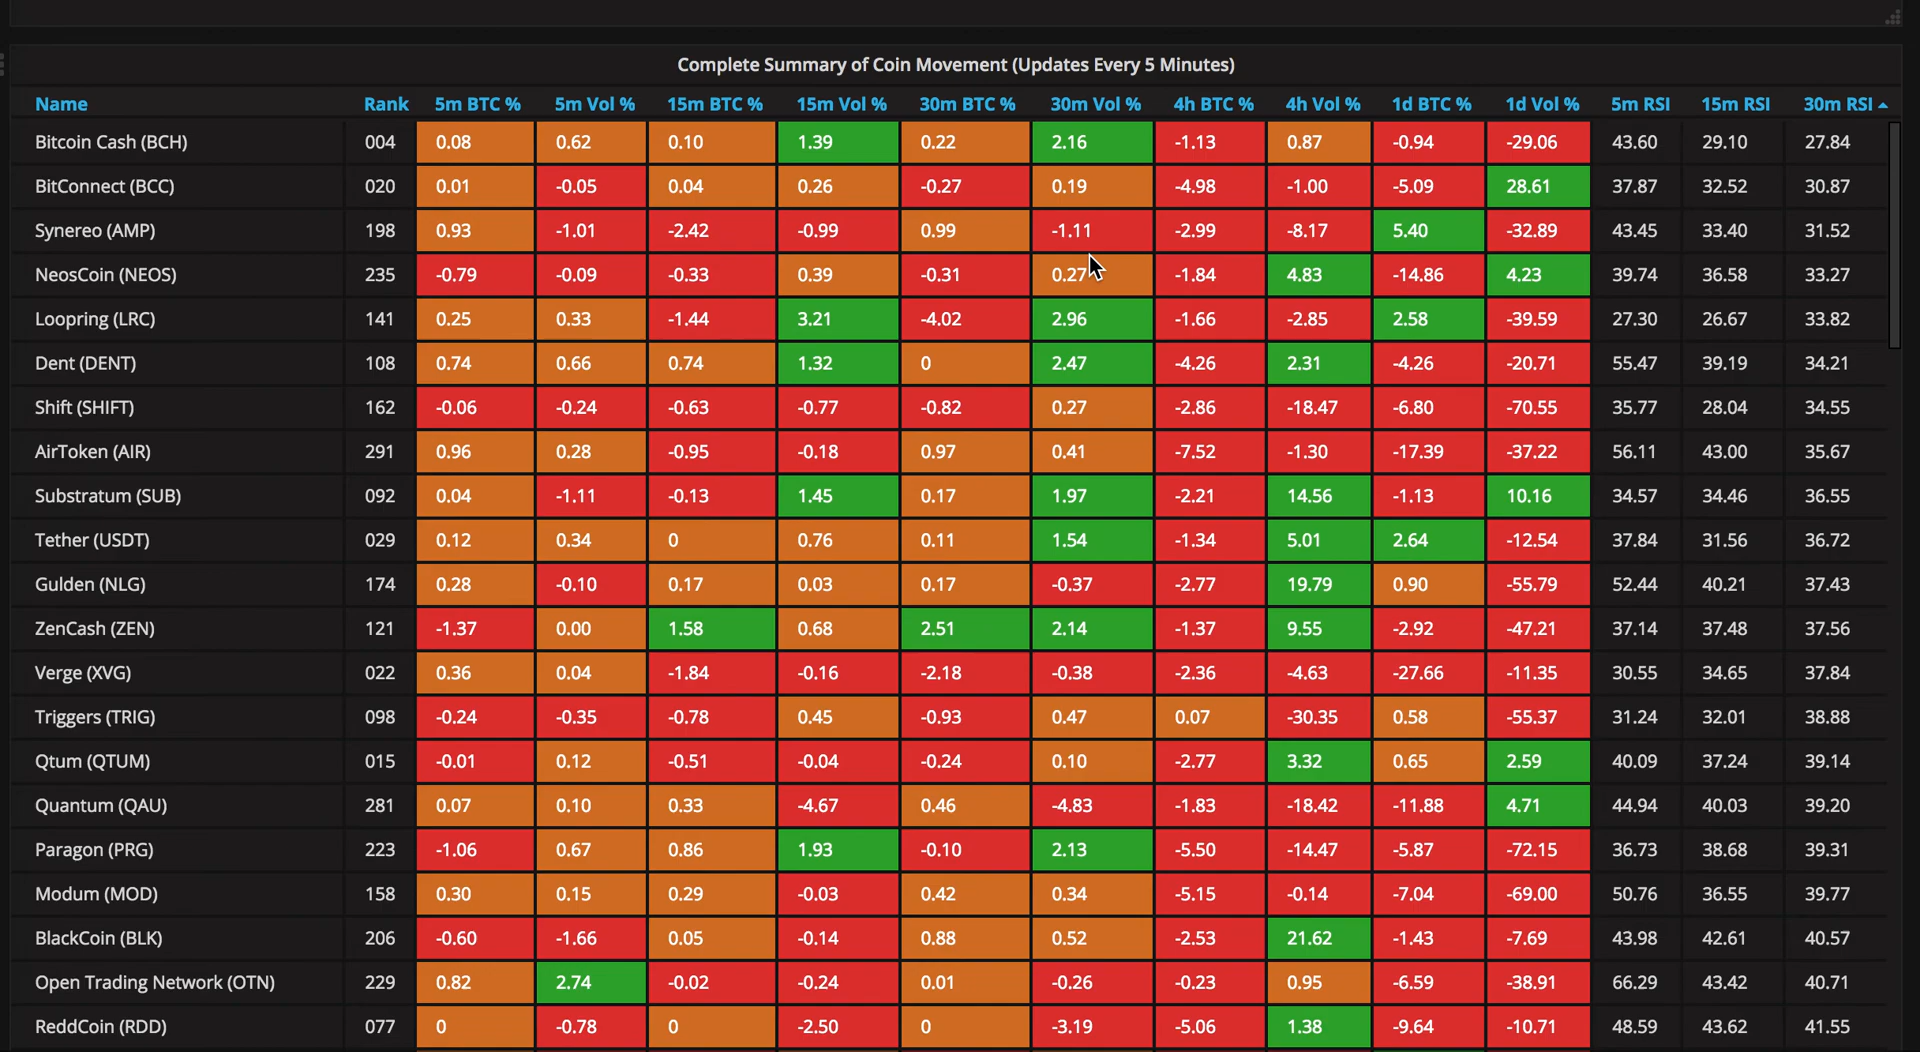 Complete Summary of Coin Movement (Updates Every 5 Minutes)
Name Rank 5m BTC % 5m Vol % 15m BTC % 15m Vol % 30m BTC % 30m Vol % 4h BTC % 4h Vol % 1d BTC % 1d Vol % 5m RSI 15m RSI 30m RSI
Bitcoin Cash (BCH) 004 0.08 0.62 0.10 1.39 0.22 2.16 -1.13 0.87 -0.94 -29.06 43.60 29.10 27.84
BitConnect (BCC) 020 0.01 -0.05 0.04 0.26 -0.27 0.19 -4.98 -1.00 -5.09 28.61 37.87 32.52 30.87
Synereo (AMP) 198 0.93 -1.01 -2.42 -0.99 0.99 -1.11 -2.99 -8.17 5.40 -32.89 43.45 33.40 31.52
NeosCoin (NEOS) 235 -0.79 -0.09 -0.33 0.39 -0.31 0.27 -1.84 4.83 -14.86 4.23 39.74 36.58 33.27
Loopring (LRC) 141 0.25 0.33 -1.44 3.21 -4.02 2.96 -1.66 -2.85 2.58 -39.59 27.30 26.67 33.82
Dent (DENT) 108 0.74 0.66 0.74 1.32 0 2.47 -4.26 2.31 -4.26 -20.71 55.47 39.19 34.21
Shift (SHIFT) 162 -0.06 -0.24 -0.63 -0.77 -0.82 0.27 -2.86 -18.47 -6.80 -70.55 35.77 28.04 34.55
AirToken (AIR) 291 0.96 0.28 -0.95 -0.18 0.97 0.41 -7.52 -1.30 -17.39 -37.22 56.11 43.00 35.67
Substratum (SUB) 092 0.04 -1.11 -0.13 1.45 0.17 1.97 -2.21 14.56 -1.13 10.16 34.57 34.46 36.55
Tether (USDT) 029 0.12 0.34 0 0.76 0.11 1.54 -1.34 5.01 2.64 -12.54 37.84 31.56 36.72
Gulden (NLG) 174 0.28 -0.10 0.17 0.03 0.17 -0.37 -2.77 19.79 0.90 -55.79 52.44 40.21 37.43
ZenCash (ZEN) 121 -1.37 0.00 1.58 0.68 2.51 2.14 -1.37 9.55 -2.92 -47.21 37.14 37.48 37.56
Verge (XVG) 022 0.36 0.04 -1.84 -0.16 -2.18 -0.38 -2.36 -4.63 -27.66 -11.35 30.55 34.65 37.84
Triggers (TRIG) 098 -0.24 -0.35 -0.78 0.45 -0.93 0.47 0.07 -30.35 0.58 -55.37 31.24 32.01 38.88
Qtum (QTUM) 015 -0.01 0.12 -0.51 -0.04 -0.24 0.10 -2.77 3.32 0.65 2.59 40.09 37.24 39.14
Quantum (QAU) 281 0.07 0.10 0.33 -4.67 0.46 -4.83 -1.83 -18.42 -11.88 4.71 44.94 40.03 39.20
Paragon (PRG) 223 -1.06 0.67 0.86 1.93 -0.10 2.13 -5.50 -14.47 -5.87 -72.15 36.73 38.68 39.31
Modum (MOD) 158 0.30 0.15 0.29 -0.03 0.42 0.34 -5.15 -0.14 -7.04 -69.00 50.76 36.55 39.77
BlackCoin (BLK) 206 -0.60 -1.66 0.05 -0.14 0.88 0.52 -2.53 21.62 -1.43 -7.69 43.98 42.61 40.57
Open Trading Network (OTN) 229 0.82 2.74 -0.02 -0.24 0.01 -0.26 -0.23 0.95 -6.59 -38.91 66.29 43.42 40.71
ReddCoin (RDD) 077 0 -0.78 0 -2.50 0 -3.19 -5.06 1.38 -9.64 -10.71 48.59 43.62 41.55